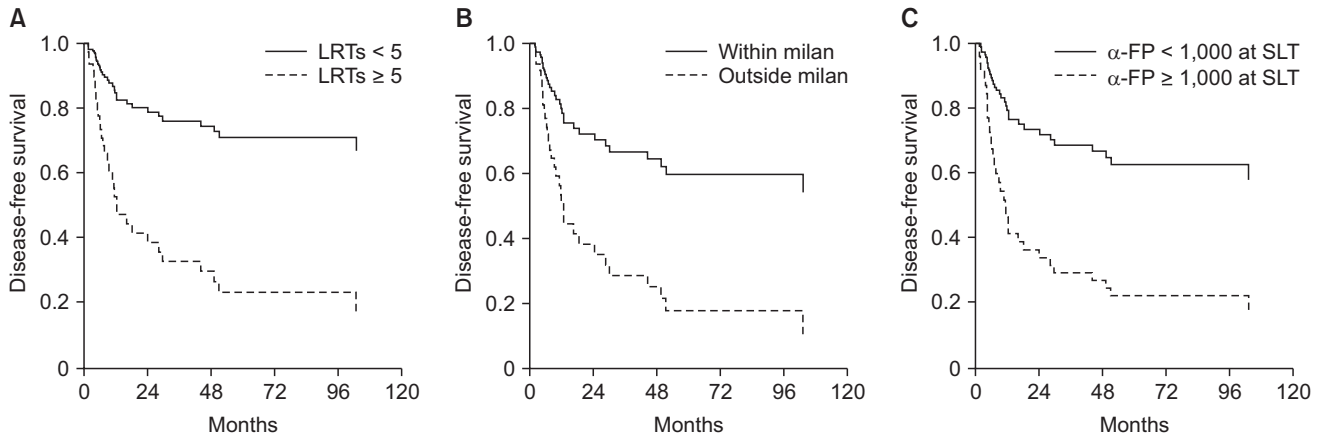 A
Disease-free survival
1.0
0.8
0.6
0.4
0.2
0
LRTs < 5
LRTs ≥ 5
0 24 48 72 96 120
Months
B
Disease-free survival
1.0
0.8
0.6
0.4
0.2
0
Within milan
Outside milan
0 24 48 72 96 120
Months
C
Disease-free survival
1.0
0.8
0.6
0.4
0.2
0
α-FP < 1,000 at SLT
α-FP ≥ 1,000 at SLT
0 24 48 72 96 120
Months